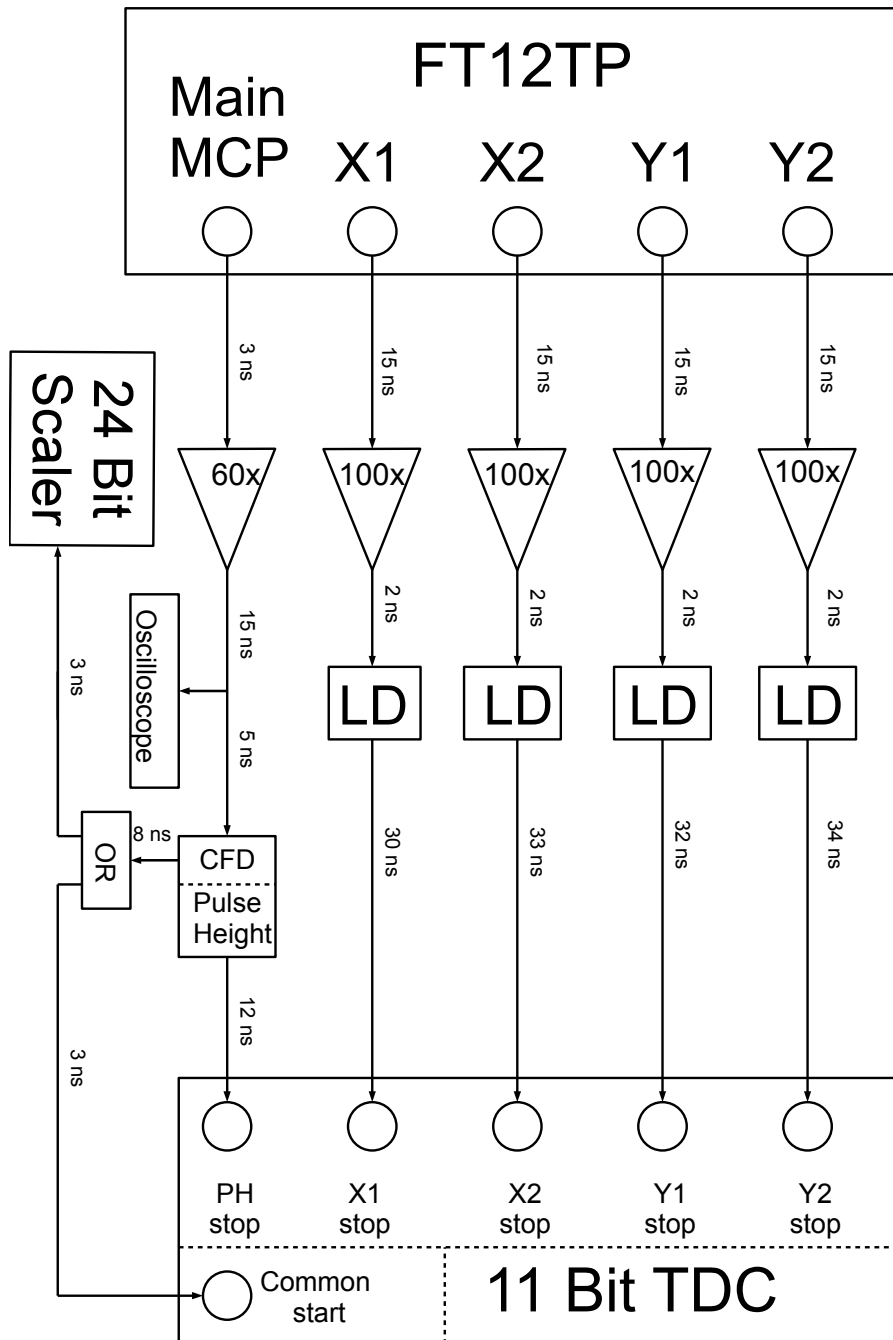 FT12TP
Main
MCP
X1
X2
Y1
Y2
3 ns
15 ns
15 ns
15 ns
15 ns
24 Bit
Scaler
60x
100x
100x
100x
100x
15 ns
2 ns
2 ns
2 ns
2 ns
Oscilloscope
LD
LD
LD
LD
3 ns
5 ns
8 ns
OR
CFD
Pulse
Height
30 ns
33 ns
32 ns
34 ns
12 ns
3 ns
PH
stop
X1
stop
X2
stop
Y1
stop
Y2
stop
Common
start
11 Bit TDC